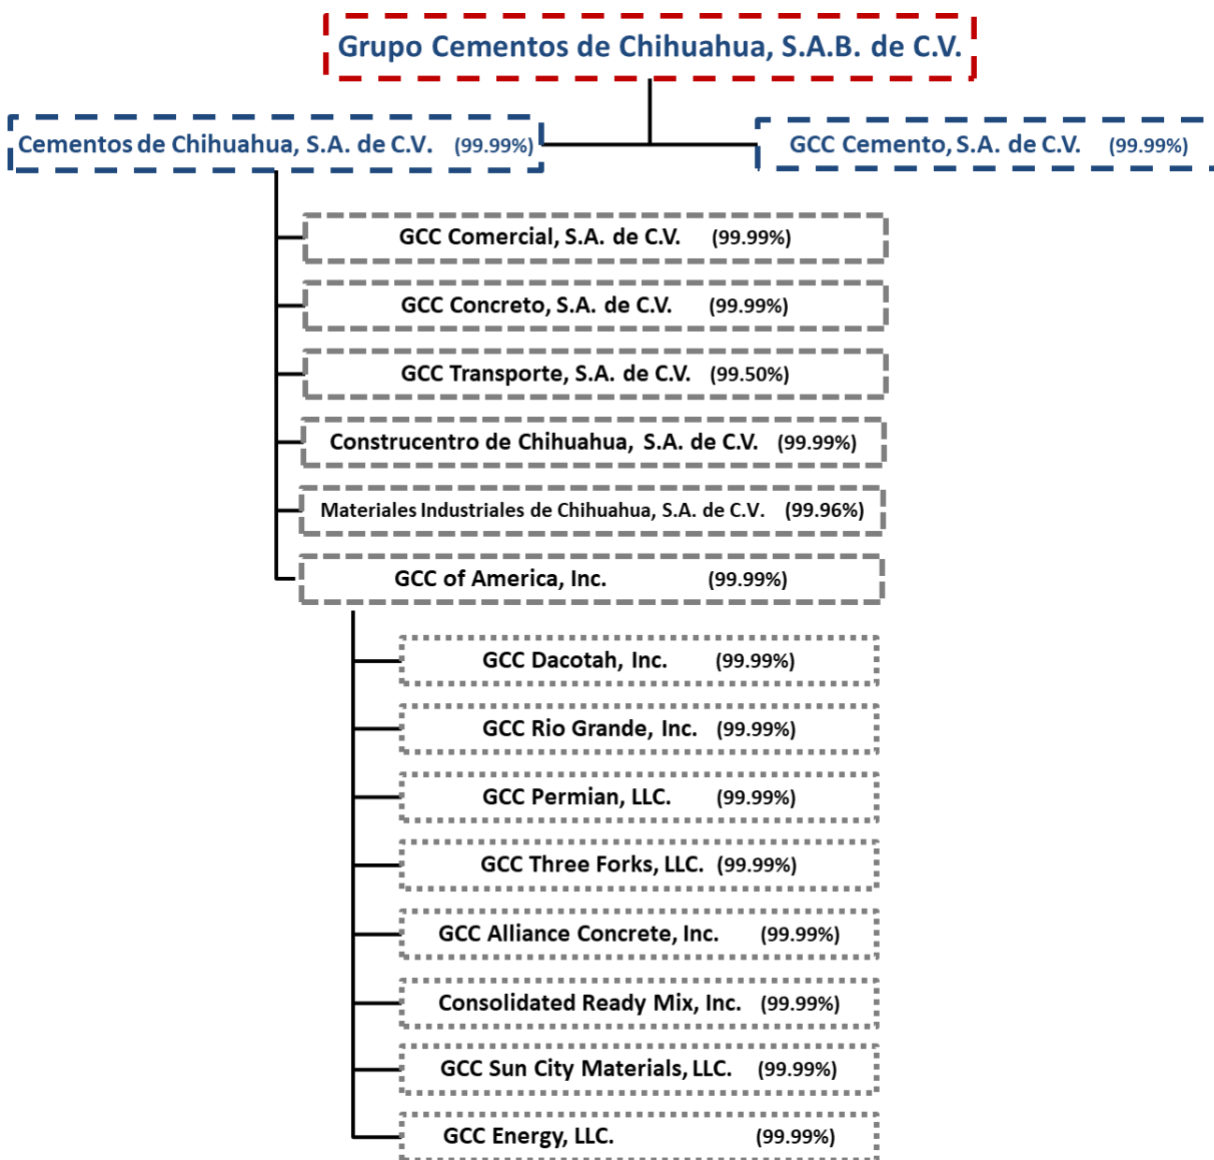 Grupo Cementos de Chihuahua, S.A.B. de C.V.
Cementos de Chihuahua, S.A. de C.V. (99.99%)
GCC Cemento, S.A. de C.V. (99.99%)
GCC Comercial, S.A. de C.V. (99.99%)
GCC Concreto, S.A. de C.V. (99.99%)
GCC Transporte, S.A. de C.V. (99.50%)
Construcentro de Chihuahua, S.A. de C.V. (99.99%)
Materiales Industriales de Chihuahua, S.A. de C.V. (99.96%)
GCC of America, Inc. (99.99%)
GCC Dacotah, Inc. (99.99%)
GCC Rio Grande, Inc. (99.99%)
GCC Permian, LLC. (99.99%)
GCC Three Forks, LLC. (99.99%)
GCC Alliance Concrete, Inc. (99.99%)
Consolidated Ready Mix, Inc. (99.99%)
GCC Sun City Materials, LLC. (99.99%)
GCC Energy, LLC. (99.99%)